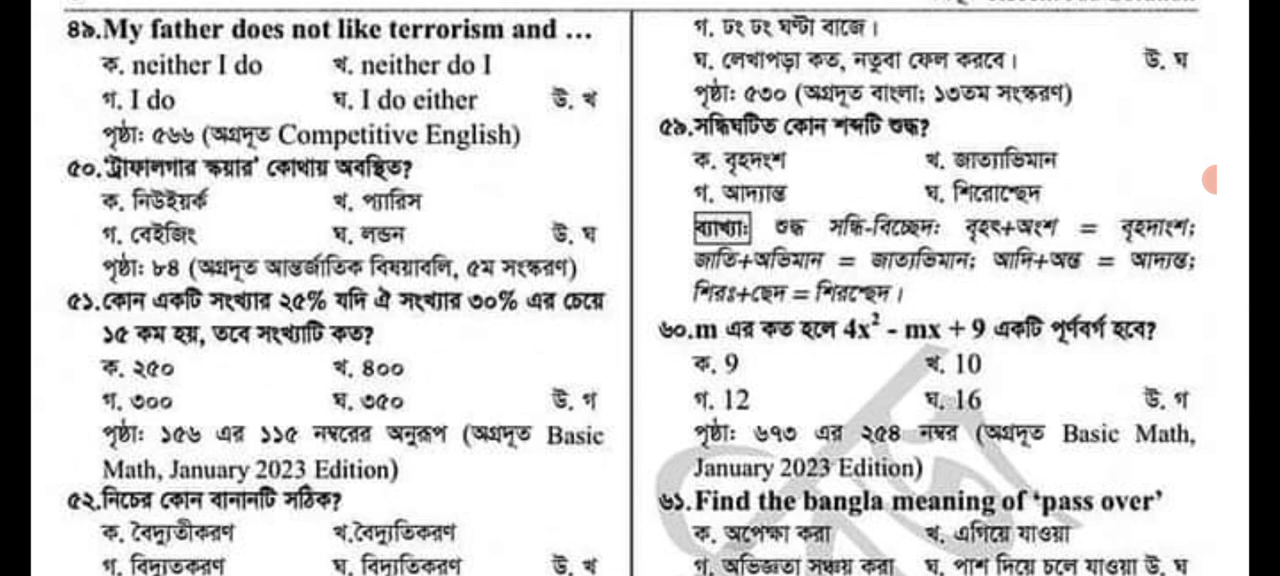 ৪৯.My father does not like terrorism and ...
ক. neither I do খ. neither do I
গ. I do ঘ. I do either উ. খ
পৃষ্ঠা: ৫৬৬ (অগ্রদূত Competitive English)
৫০.'ট্রাফালগার স্কয়ার' কোথায় অবস্থিত?
ক. নিউইয়র্ক খ. প্যারিস
গ. বেইজিং ঘ. লন্ডন উ. ঘ
পৃষ্ঠা: ৮৪ (অগ্রদূত আন্তর্জাতিক বিষয়াবলি, ৫ম সংস্করণ)
৫১.কোন একটি সংখ্যার ২৫% যদি ঐ সংখ্যার ৩০% এর চেয়ে
১৫ কম হয়, তবে সংখ্যাটি কত?
ক. ২৫০ খ. ৪০০
গ. ৩০০ ঘ. ৩৫০ উ. গ
পৃষ্ঠা: ১৫৬ এর ১১৫ নম্বরের অনুরূপ (অগ্রদূত Basic
Math, January 2023 Edition)
৫২.নিচের কোন বানানটি সঠিক?
ক. বৈদ্যুতীকরণ খ.বৈদ্যুতিকরণ
গ. বিদ্যুতকরণ ঘ. বিদ্যুতিকরণ উ. খ
গ. ঢং ঢং ঘণ্টা বাজে।
ঘ. লেখাপড়া কত, নতুবা ফেল করবে। উ. ঘ
পৃষ্ঠা: ৫৩০ (অগ্রদূত বাংলা; ১৩তম সংস্করণ)
৫৯.সন্ধিঘটিত কোন শব্দটি শুদ্ধ?
ক. বৃহদংশ খ. জাত্যাভিমান
গ. আদ্যান্ত ঘ. শিরোশ্ছেদ
ব্যাখ্যা: শুদ্ধ সন্ধি-বিচ্ছেদ: বৃহৎ+অংশ = বৃহদাংশ;
জাতি+অভিমান = জাত্যভিমান; আদি+অন্ত = আদ্যন্ত;
শিরঃ+ছেদ = শিরশ্ছেদ।
৬০.m এর কত হলে 4x² - mx + 9 একটি পূর্ণবর্গ হবে?
ক. 9 খ. 10
গ. 12 ঘ. 16 উ. গ
পৃষ্ঠা: ৬৭৩ এর ২৫৪ নম্বর (অগ্রদূত Basic Math,
January 2023 Edition)
৬১.Find the bangla meaning of 'pass over'
ক. অপেক্ষা করা খ. এগিয়ে যাওয়া
গ. অভিজ্ঞতা সঞ্চয় করা ঘ. পাশ দিয়ে চলে যাওয়া উ. ঘ